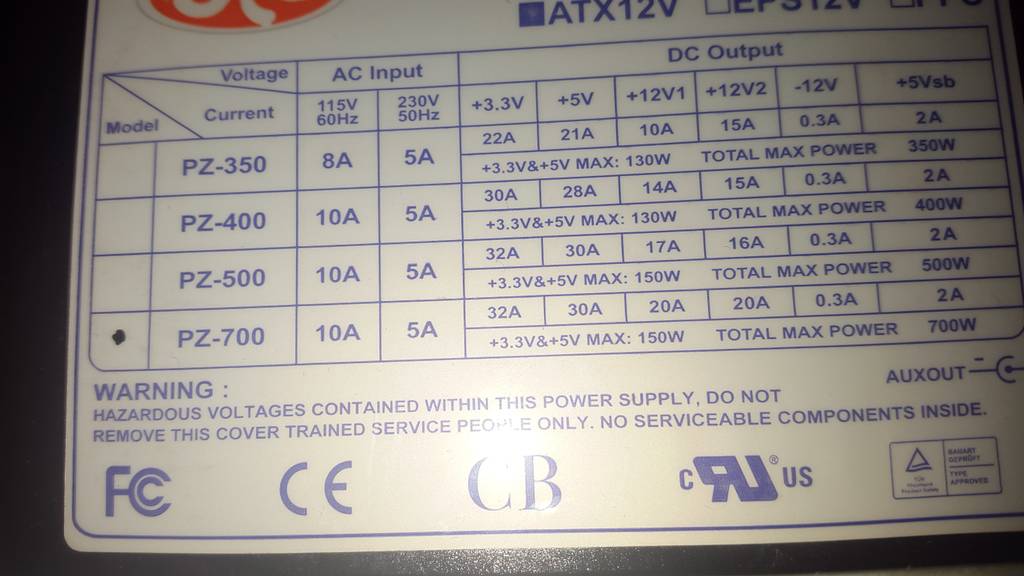 ATX12V EPS12V
DC Output
Voltage AC Input
Current 115V 60Hz 230V 50Hz +3.3V +5V +12V1 +12V2 -12V +5Vsb
Model
22A 21A 10A 15A 0.3A 2A
PZ-350 8A 5A
+3.3V&+5V MAX: 130W TOTAL MAX POWER 350W
30A 28A 14A 15A 0.3A 2A
PZ-400 10A 5A
+3.3V&+5V MAX: 130W TOTAL MAX POWER 400W
32A 30A 17A 16A 0.3A 2A
PZ-500 10A 5A
+3.3V&+5V MAX: 150W TOTAL MAX POWER 500W
32A 30A 20A 20A 0.3A 2A
PZ-700 10A 5A
+3.3V&+5V MAX: 150W TOTAL MAX POWER 700W
AUXOUT
WARNING :
HAZARDOUS VOLTAGES CONTAINED WITHIN THIS POWER SUPPLY, DO NOT
REMOVE THIS COVER TRAINED SERVICE PEOPLE ONLY. NO SERVICEABLE COMPONENTS INSIDE.
FC CE CB c RU ® US
BAUART
GEPRÜFT
TYPE
APPROVED